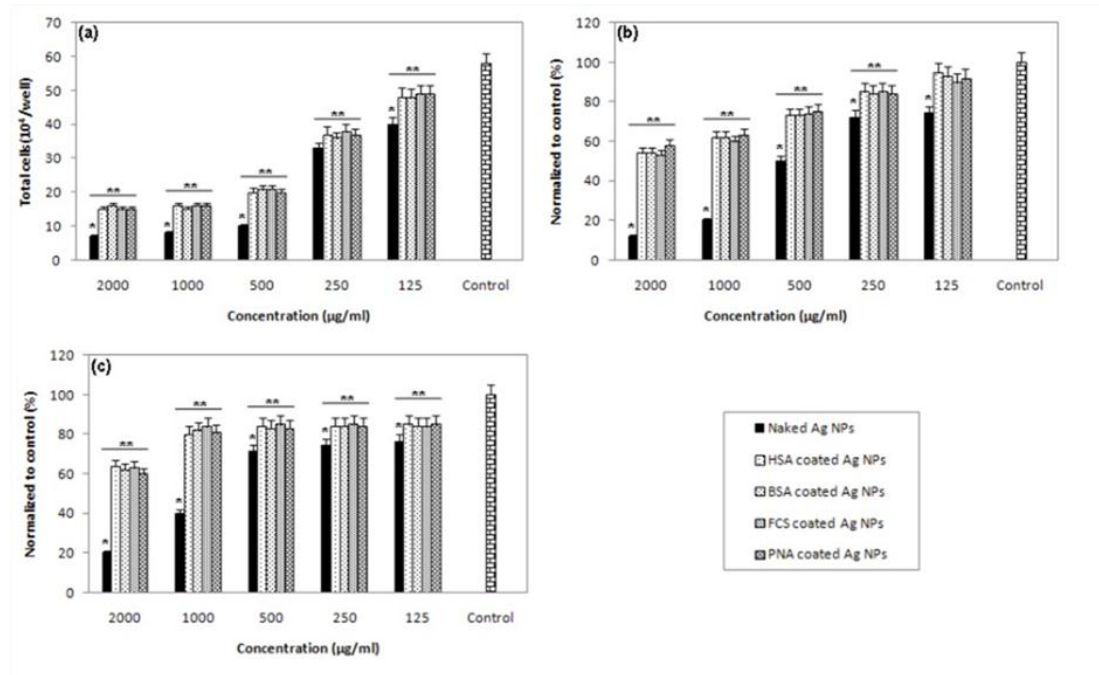 (a)
Total cells(10⁴/well)
70
60
50
40
30
20
10
0
** ** ** ** **
* * * *
2000 1000 500 250 125 Control
Concentration (µg/ml)
(b)
Normalized to control (%)
120
100
80
60
40
20
0
** ** ** **
* * * * *
2000 1000 500 250 125 Control
Concentration (µg/ml)
(c)
Normalized to control (%)
120
100
80
60
40
20
0
** ** ** ** **
* * * * *
2000 1000 500 250 125 Control
Concentration (µg/ml)
Naked Ag NPs
HSA coated Ag NPs
BSA coated Ag NPs
FCS coated Ag NPs
PNA coated Ag NPs